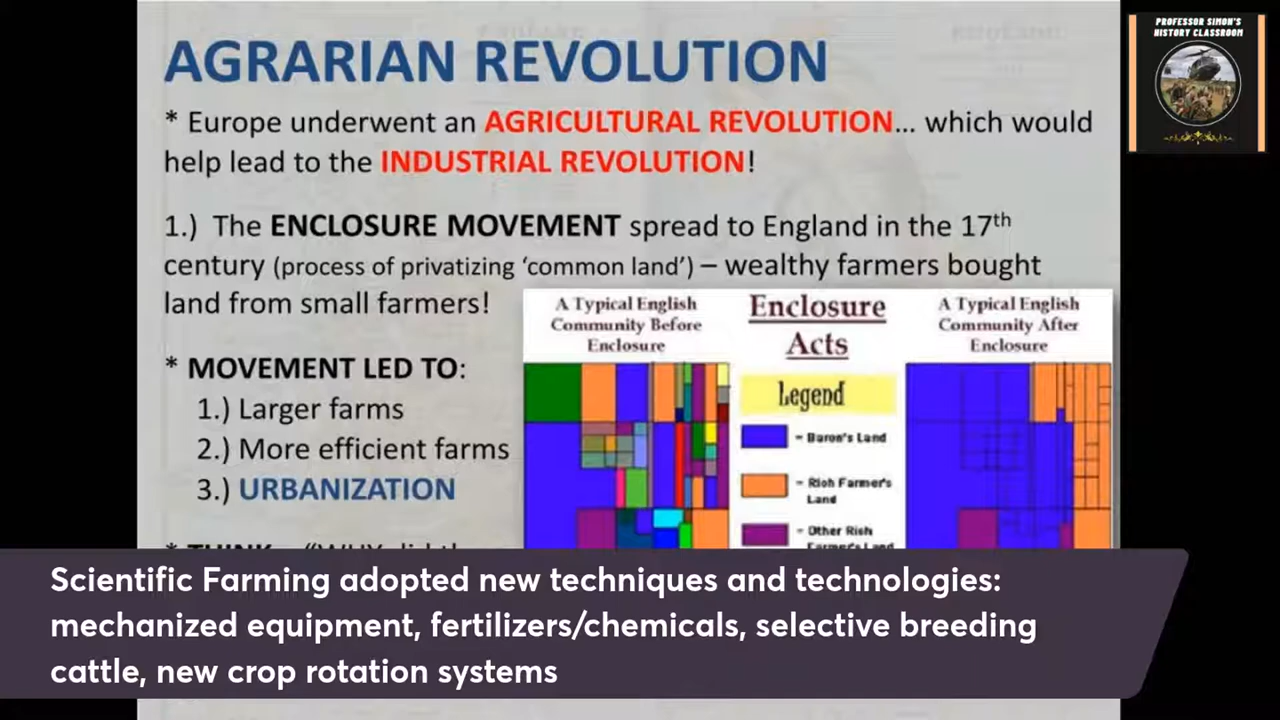 PROFESSOR SIMON'S
HISTORY CLASSROOM
AGRARIAN REVOLUTION
* Europe underwent an AGRICULTURAL REVOLUTION… which would
help lead to the INDUSTRIAL REVOLUTION!
1.) The ENCLOSURE MOVEMENT spread to England in the 17th
century (process of privatizing 'common land') – wealthy farmers bought
land from small farmers!
* MOVEMENT LED TO:
1.) Larger farms
2.) More efficient farms
3.) URBANIZATION
A Typical English
Community Before
Enclosure
Enclosure
Acts
Legend
= Baron's Land
= Rich Farmer's
Land
= Other Rich
Farmer's Land
A Typical English
Community After
Enclosure
Scientific Farming adopted new techniques and technologies:
mechanized equipment, fertilizers/chemicals, selective breeding
cattle, new crop rotation systems